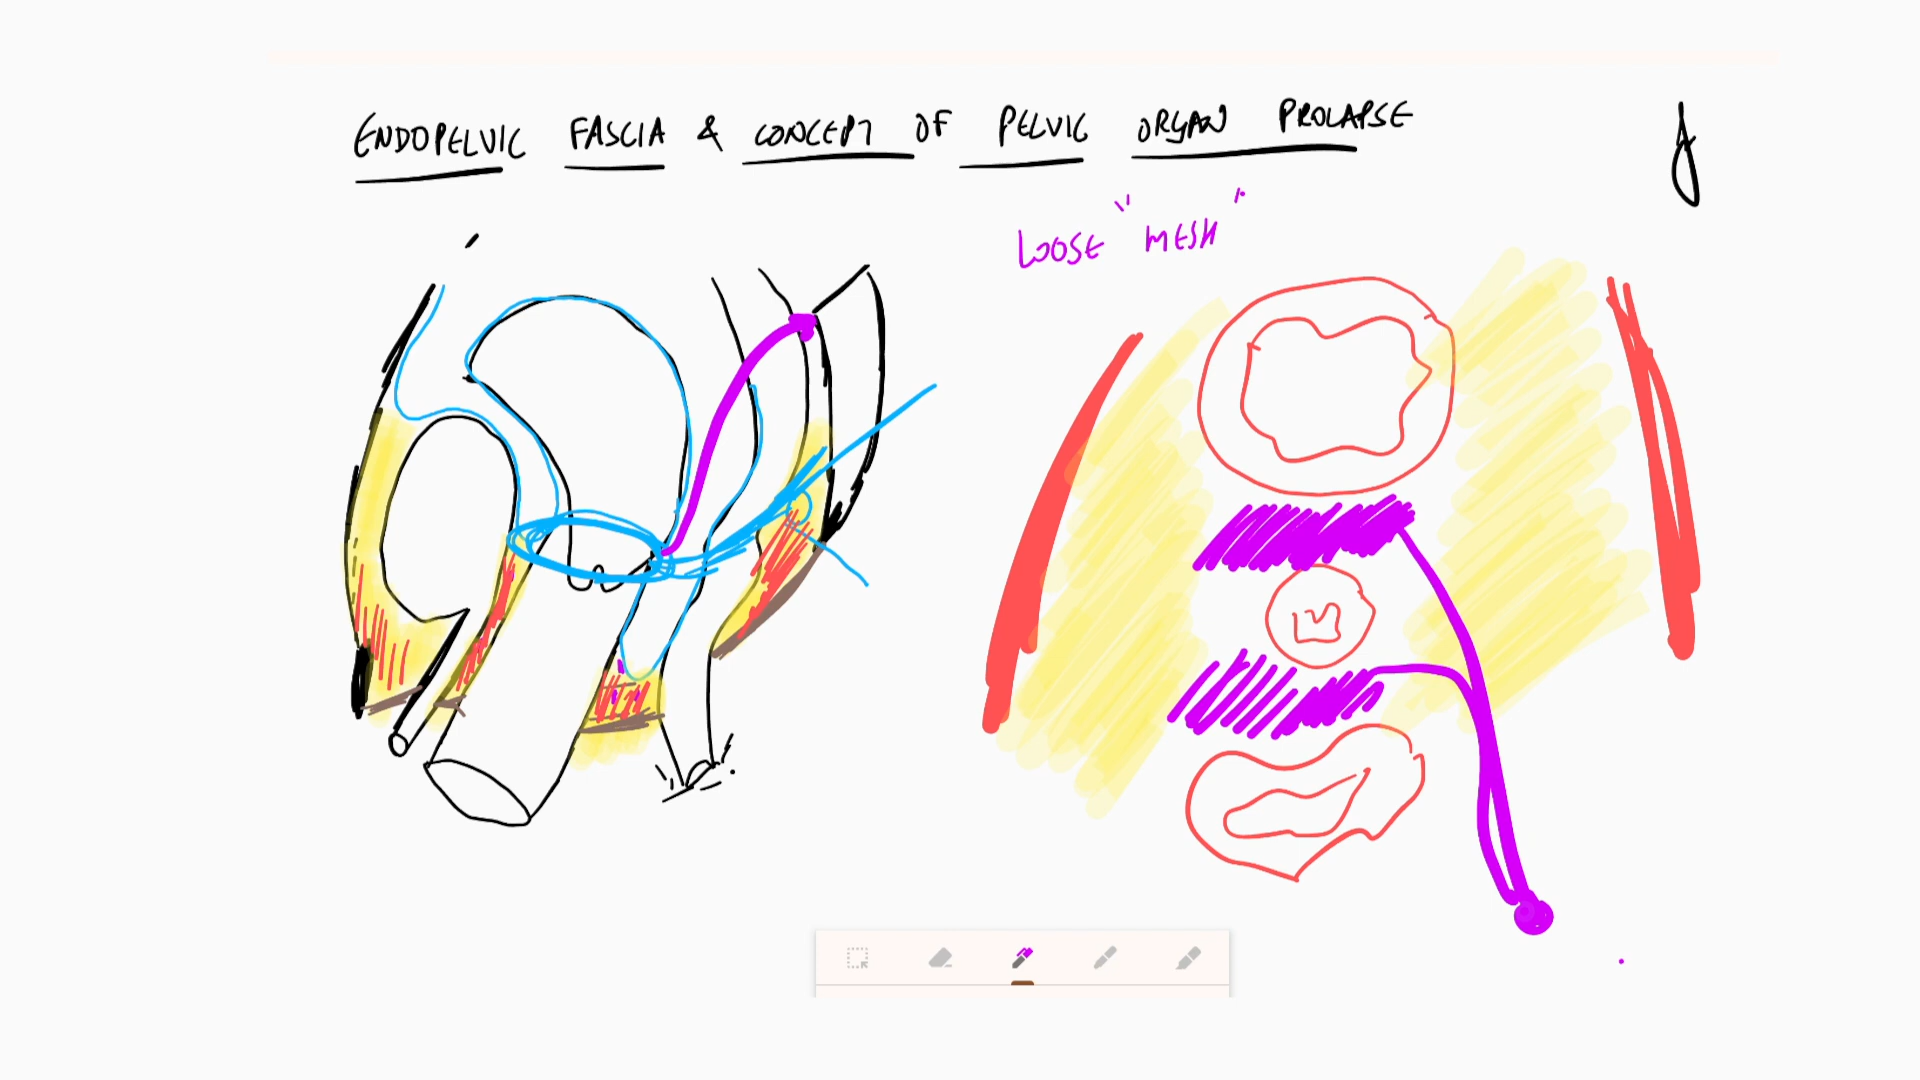 ENDOPELVIC FASCIA & CONCEPT OF PELVIC ORGAN PROLAPSE
LOOSE "MESH"